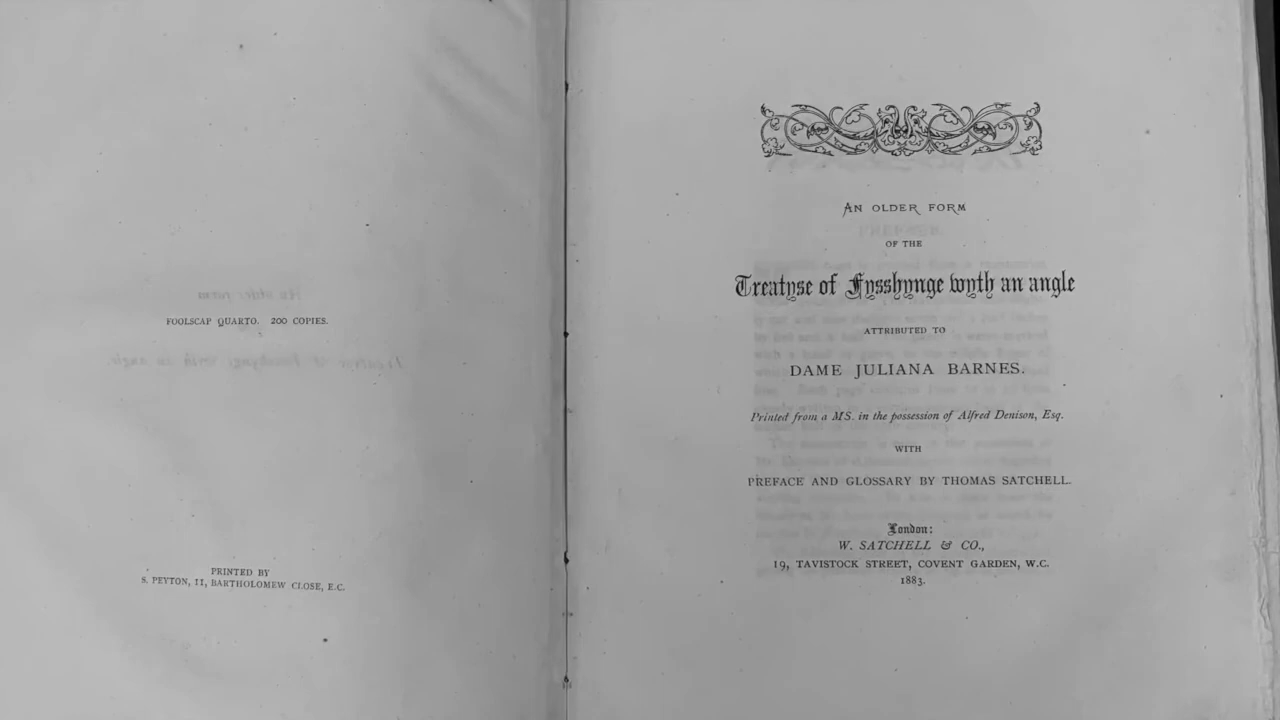 FOOLSCAP QUARTO. 200 COPIES.
PRINTED BY
S. PEYTON, 11, BARTHOLOMEW CLOSE, E.C.
AN OLDER FORM
OF THE
Treatyse of Fysshynge wyth an angle
ATTRIBUTED TO
DAME JULIANA BARNES.
Printed from a MS. in the possession of Alfred Denison, Esq.
WITH
PREFACE AND GLOSSARY BY THOMAS SATCHELL.
London:
W. SATCHELL & CO.,
19, TAVISTOCK STREET, COVENT GARDEN, W.C.
1883.